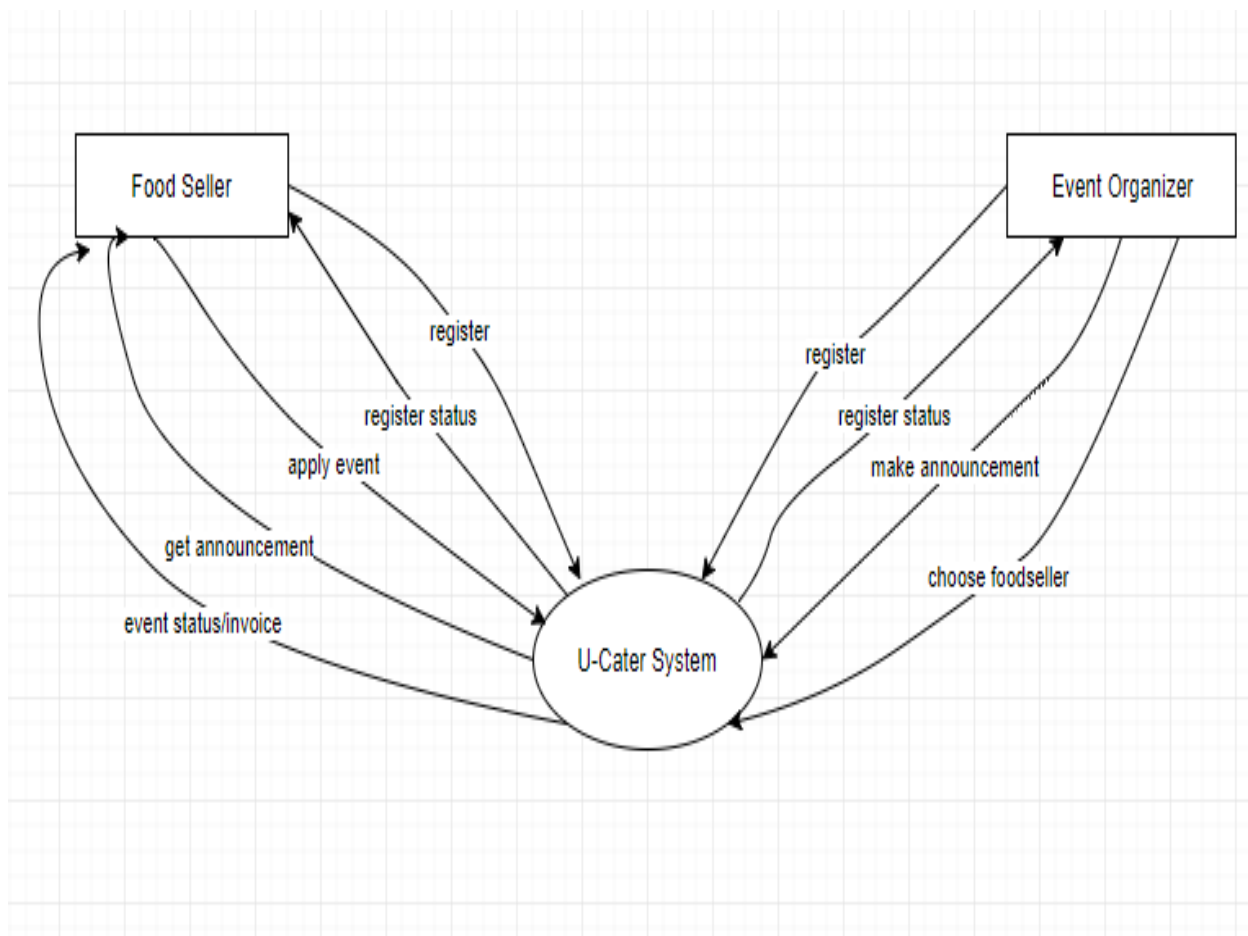 Food Seller
Event Organizer
register
register
register status
register status
apply event
make announcement
get announcement
choose foodseller
event status/invoice
U-Cater System